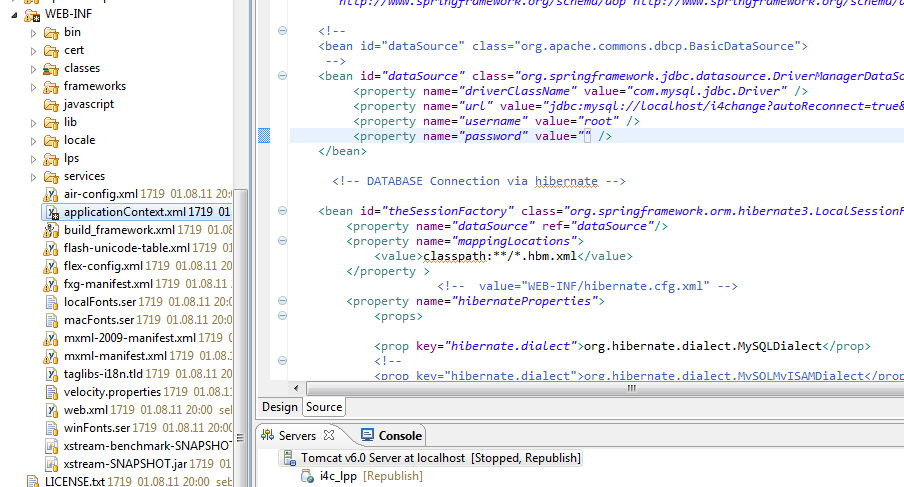 WEB-INF
bin
cert
classes
frameworks
javascript
lib
locale
lps
services
air-config.xml 1719 01.08.11 20:
applicationContext.xml 1719 01
build_framework.xml 1719 01.08
flash-unicode-table.xml 1719
flex-config.xml 1719 01.08.11 20
fxg-manifest.xml 1719 01.08.11
localFonts.ser 1719 01.08.11 20:
macFonts.ser 1719 01.08.11 20:0
mxml-2009-manifest.xml 1719
mxml-manifest.xml 1719 01.08.
taglibs-i18n.tld 1719 01.08.11 20
velocity.properties 1719 01.08.11
web.xml 1719 01.08.11 20:00 seb
winFonts.ser 1719 01.08.11 20:0
xstream-benchmark-SNAPSHOT
xstream-SNAPSHOT.jar 1719 01
LICENSE.txt 1719 01.08.11 20:00 seb
http://www.springframework.org/schema/aop http://www.springframework.org/schema/a
<!--
<bean id="dataSource" class="org.apache.commons.dbcp.BasicDataSource">
-->
<bean id="dataSource" class="org.springframework.jdbc.datasource.DriverManagerDataSo
<property name="driverClassName" value="com.mysql.jdbc.Driver" />
<property name="url" value="jdbc:mysql://localhost/i4change?autoReconnect=true&
<property name="username" value="root" />
<property name="password" value="" />
</bean>
<!-- DATABASE Connection via hibernate -->
<bean id="theSessionFactory" class="org.springframework.orm.hibernate3.LocalSessionF
<property name="dataSource" ref="dataSource"/>
<property name="mappingLocations">
<value>classpath:**/*.hbm.xml</value>
</property >
<!-- value="WEB-INF/hibernate.cfg.xml" -->
<property name="hibernateProperties">
<props>
<prop key="hibernate.dialect">org.hibernate.dialect.MySQLDialect</prop>
<!--
<prop key="hibernate.dialect">org.hibernate.dialect.MySQLMyISAMDialect</prop
Design Source
Servers Console
Tomcat v6.0 Server at localhost [Stopped, Republish]
i4c_lpp [Republish]